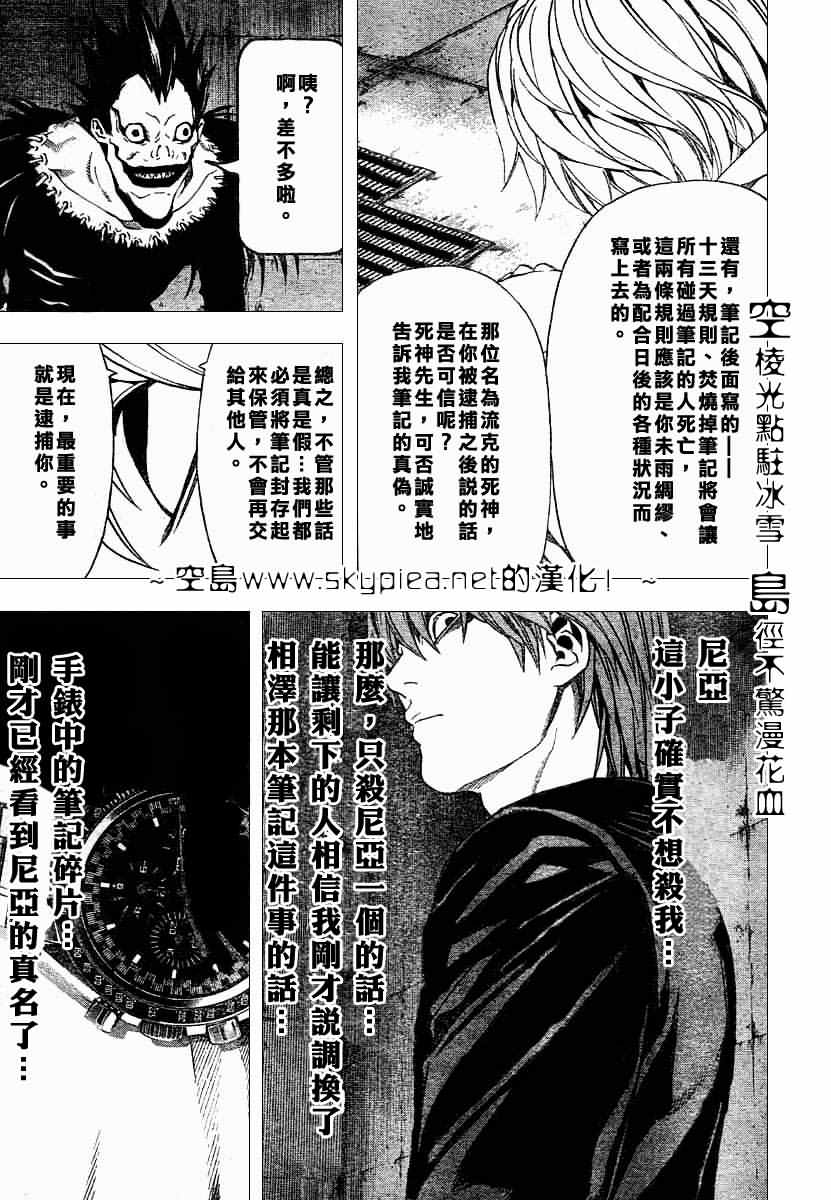 還有，筆記後面寫的——
十三天規則、焚燒掉筆記將會讓
所有碰過筆記的人死亡，
這兩條規則應該是你未雨綢繆、
或者為配合日後的各種狀況而
寫上去的。
那位名為流克的死神，
在你被逮捕之後説的話
是否可信呢？
死神先生，可否誠實地
告訴我筆記的真偽。
咦？
啊，差不多啦。
總之，不管那些話
是真是假…我們都
必須將筆記封存起
來保管，不會再交
給其他人。
現在，最重要的事
就是逮捕你。
~空島www.skypiea.net的漢化！~
空棱光點駐冰雪
島徑不驚漫花血
尼亞
這小子確實不想殺我…
那麼，只殺尼亞一個的話…
能讓剩下的人相信我剛才説調換了
相澤那本筆記這件事的話…
手錶中的筆記碎片…
剛才已經看到尼亞的真名了…